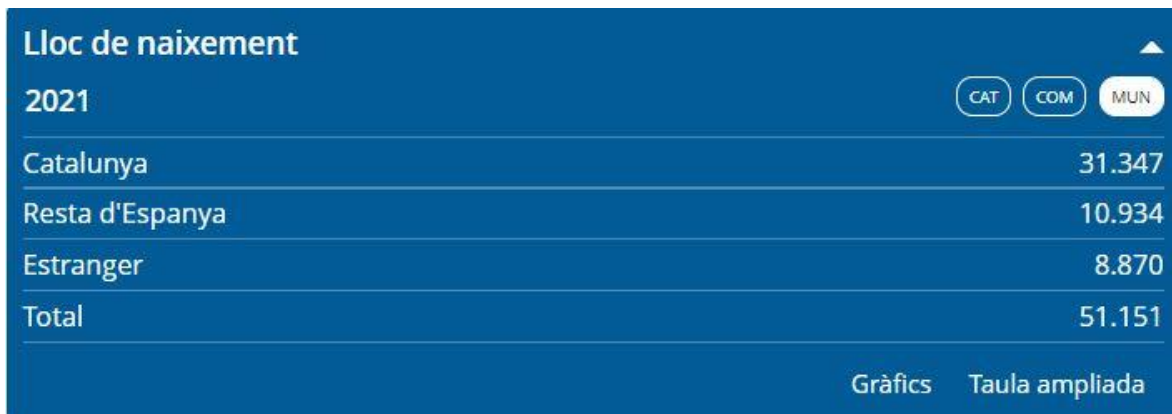 Lloc de naixement
2021 CAT COM MUN
Catalunya 31.347
Resta d'Espanya 10.934
Estranger 8.870
Total 51.151
Gràfics Taula ampliada